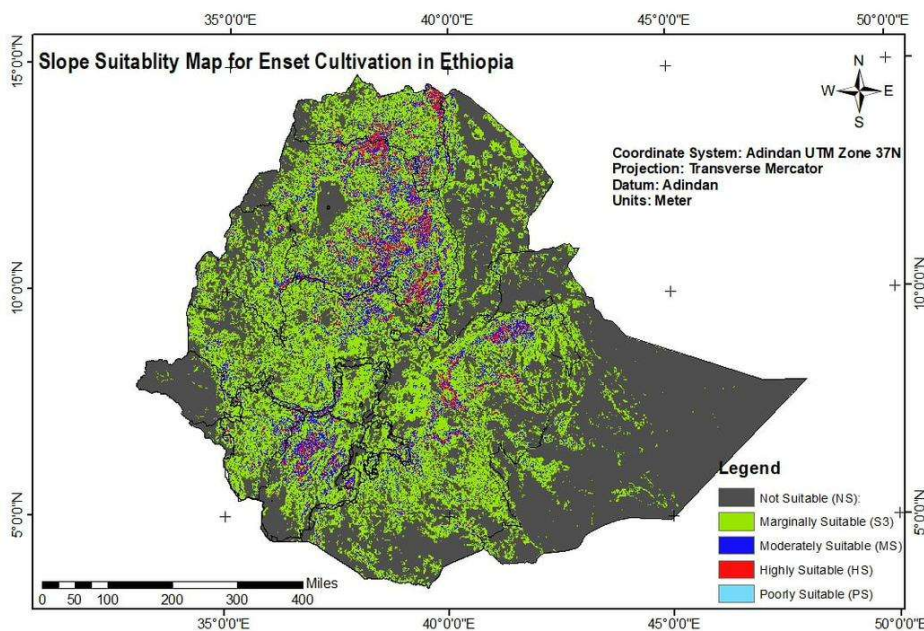 35°0'0"E 40°0'0"E 45°0'0"E 50°0'0"E
Slope Suitablity Map for Enset Cultivation in Ethiopia
N
W E
S
Coordinate System: Adindan UTM Zone 37N
Projection: Transverse Mercator
Datum: Adindan
Units: Meter
15°0'0"N 15°0'0"N
10°0'0"N 10°0'0"N
5°0'0"N 5°0'0"N
Legend
Not Suitable (NS):
Marginally Suitable (S3)
Moderately Suitable (MS)
Highly Suitable (HS)
Poorly Suitable (PS)
Miles
0 50 100 200 300 400
35°0'0"E 40°0'0"E 45°0'0"E 50°0'0"E